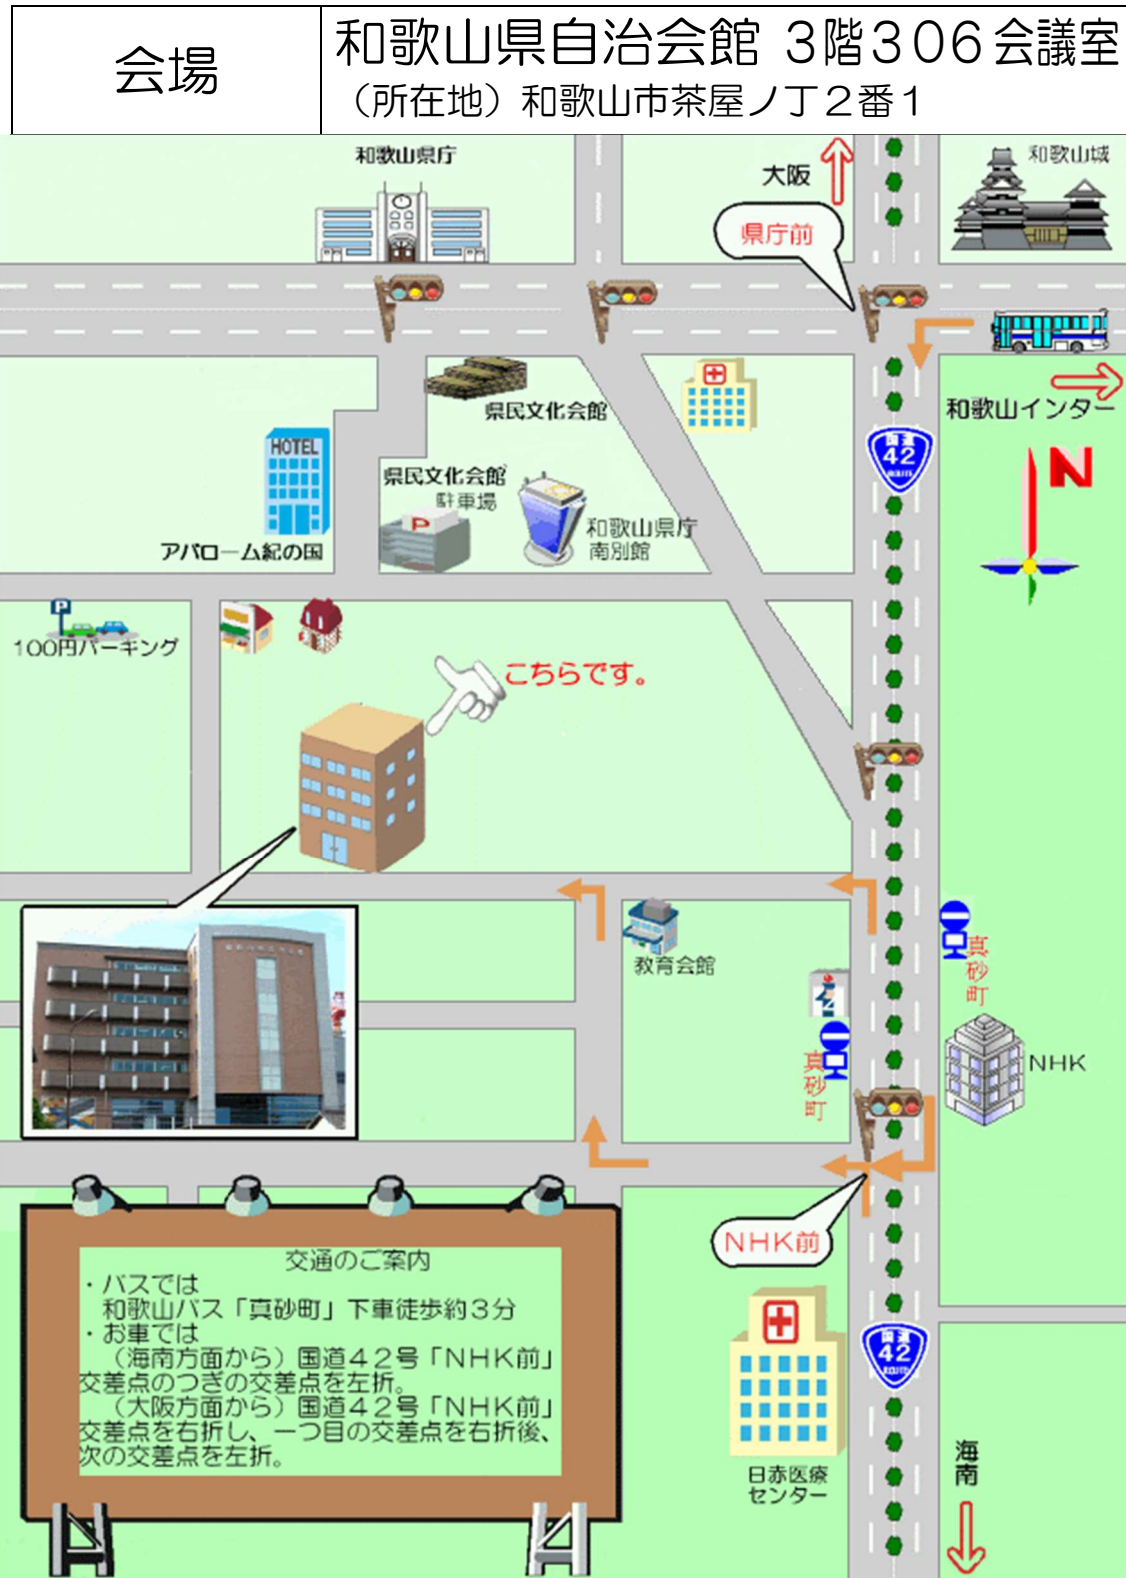 会場
和歌山県自治会館 3階306会議室
（所在地）和歌山市茶屋ノ丁2番1
和歌山県庁
大阪
和歌山城
県庁前
県民文化会館
和歌山インター
国道
42
ROUTE
N
HOTEL
県民文化会館
駐車場
P
和歌山県庁
南別館
アバローム紀の国
P
100円パーキング
こちらです。
教育会館
真砂町
真砂町
NHK
NHK前
交通のご案内
・バスでは
和歌山バス「真砂町」下車徒歩約3分
・お車では
（海南方面から）国道42号「NHK前」
交差点のつぎの交差点を左折。
（大阪方面から）国道42号「NHK前」
交差点を右折し、一つ目の交差点を右折後、
次の交差点を左折。
国道
42
ROUTE
日赤医療
センター
海南